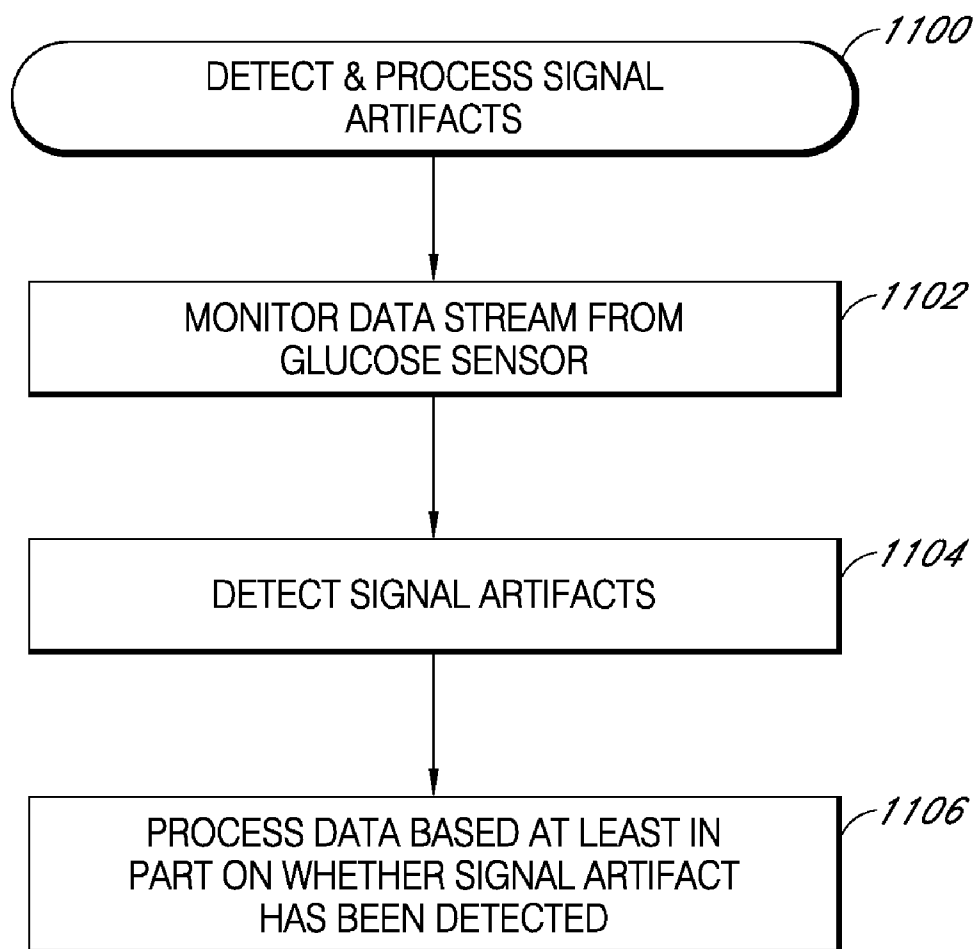 1100
DETECT & PROCESS SIGNAL
ARTIFACTS
1102
MONITOR DATA STREAM FROM
GLUCOSE SENSOR
1104
DETECT SIGNAL ARTIFACTS
1106
PROCESS DATA BASED AT LEAST IN
PART ON WHETHER SIGNAL ARTIFACT
HAS BEEN DETECTED